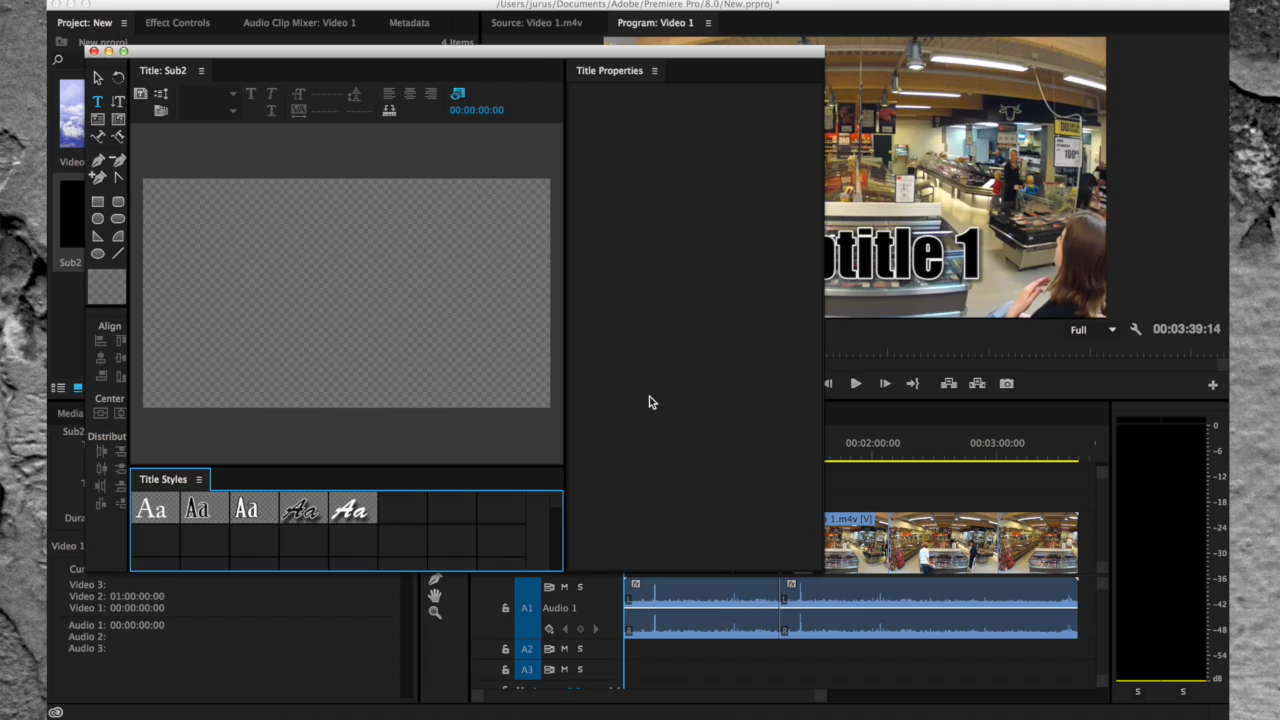 /Users/jurus/Documents/Adobe/Premiere Pro/8.0/New.prproj *
Project: New
Effect Controls
Audio Clip Mixer: Video 1
Metadata
Source: Video 1.m4v
Program: Video 1
New.prproj
4 Items
Title: Sub2
Title Properties
T
00:00:00:00
Video
Sub2
btitle 1
Align
Center
Distribut
Full
00:03:39:14
Media
Sub2
Dura
Video 1
Title Styles
Aa Aa Aa Aa Aa
00:02:00:00
00:03:00:00
1.m4v [V]
Video 3:
Video 2: 01:00:00:00
Video 1: 00:00:00:00
Audio 1: 00:00:00:00
Audio 2:
Audio 3:
M S
A1 Audio 1
A2 M S
A3 M S
L
R
fx
0
-6
-12
-18
-24
-30
-36
-42
-48
-54
dB
S S